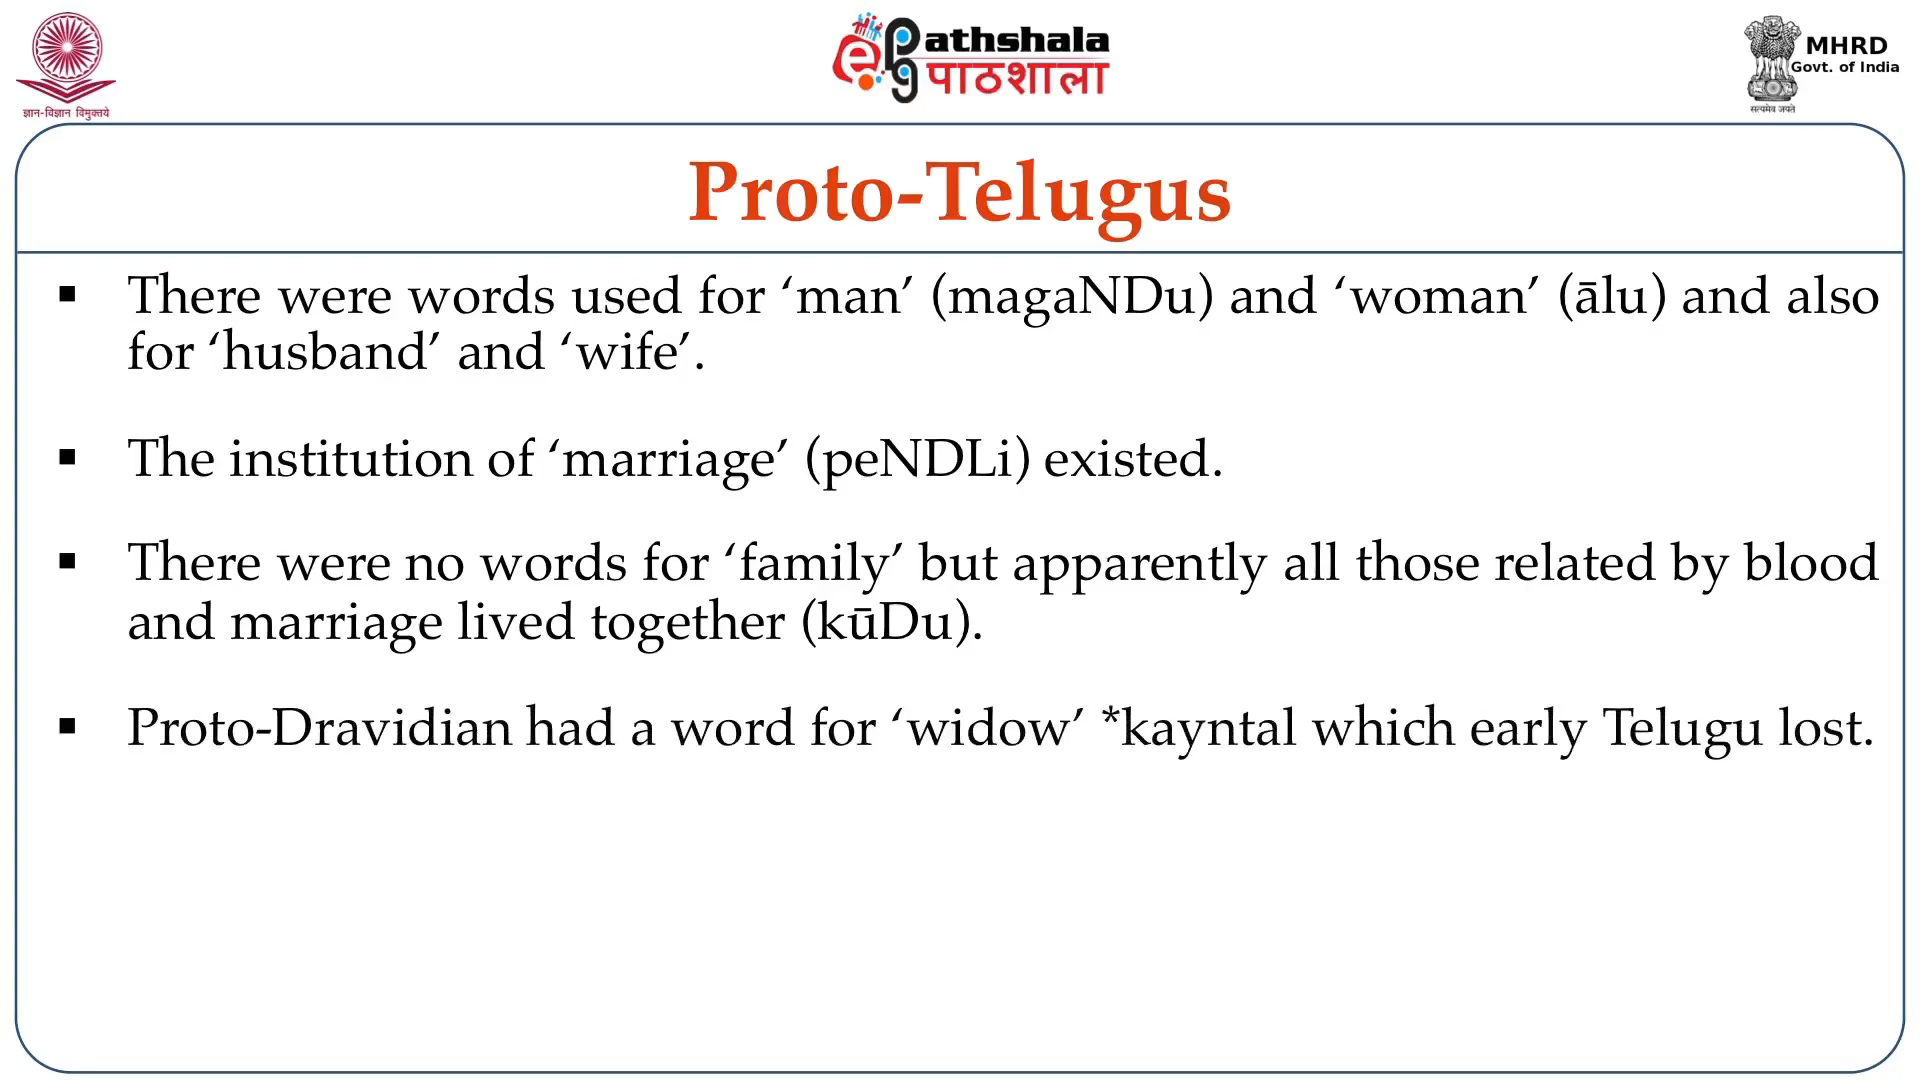 ज्ञान-विज्ञान विमुक्तये
ePG
athshala
पाठशाला
MHRD
Govt. of India
सत्यमेव जयते
Proto-Telugus
▪ There were words used for ‘man’ (magaNDu) and ‘woman’ (ālu) and also
for ‘husband’ and ‘wife’.
▪ The institution of ‘marriage’ (peNDLi) existed.
▪ There were no words for ‘family’ but apparently all those related by blood
and marriage lived together (kūDu).
▪ Proto-Dravidian had a word for ‘widow’ *kayntal which early Telugu lost.